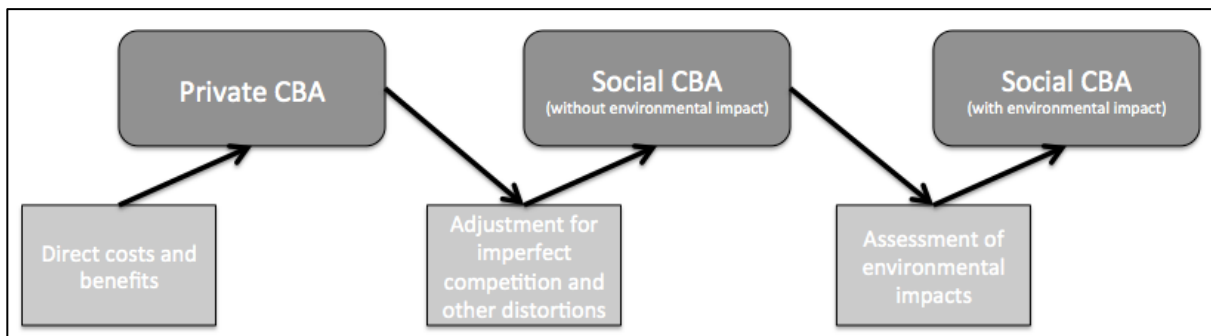 Private CBA
Social CBA
(without environmental impact)
Social CBA
(with environmental impact)
Direct costs and
benefits
Adjustment for
imperfect
competition and
other distortions
Assessment of
environmental
impacts